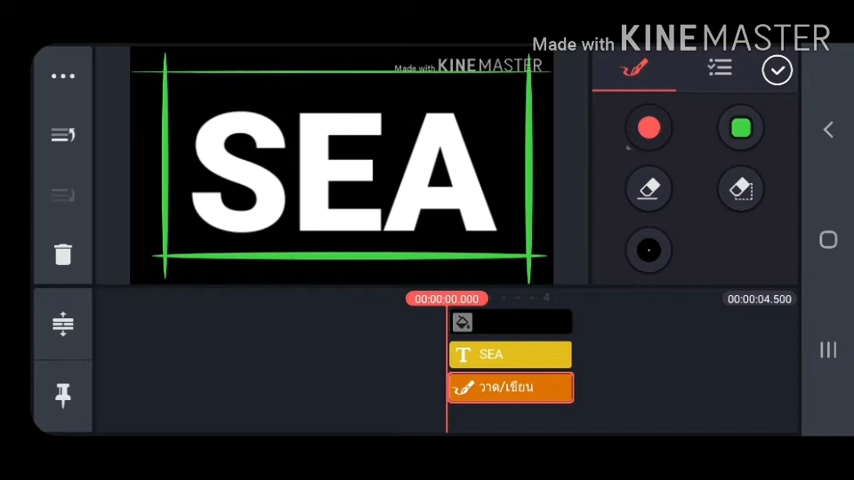 Made with KINEMASTER
Made with KINEMASTER
SEA
00:00:00.000
4
00:00:04.500
T SEA
วาด/เขียน